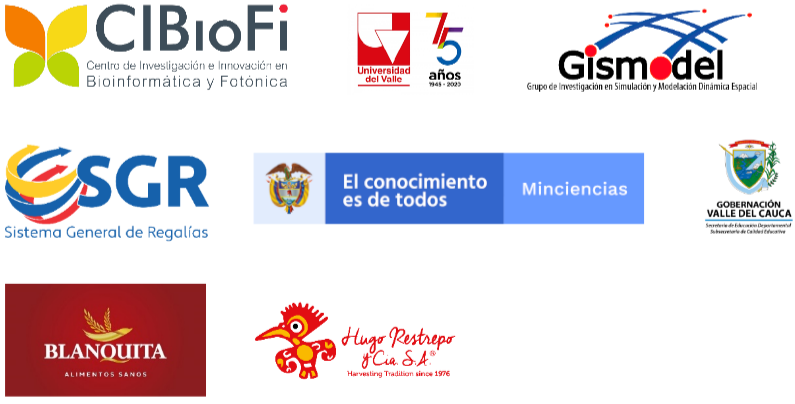 CIBioFi
Centro de Investigación e Innovación en
Bioinformática y Fotónica
Universidad
del Valle
75
años
1945 - 2020
Gismodel
Grupo de Investigación en Simulación y Modelación Dinámica Espacial
SGR
Sistema General de Regalías
El conocimiento
es de todos
Minciencias
GOBERNACIÓN
VALLE DEL CAUCA
Secretaría de Educación Departamental
Subsecretaría de Calidad Educativa
BLANQUITA
ALIMENTOS SANOS
Hugo Restrepo
y Cía. S.A.®
Harvesting Tradition since 1976